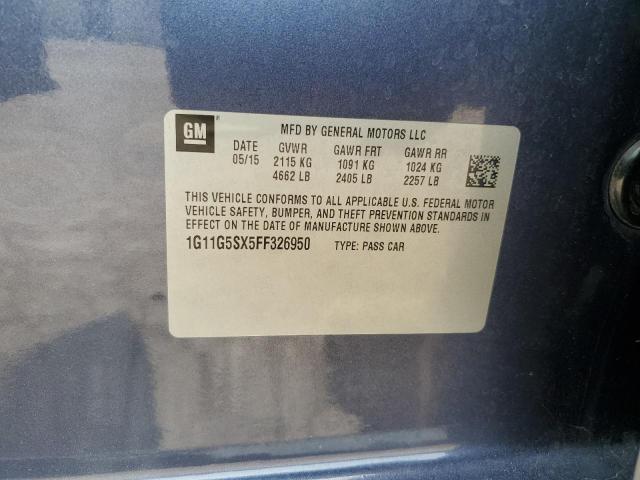 GM
MFD BY GENERAL MOTORS LLC
DATE GVWR GAWR FRT GAWR RR
05/15 2115 KG 1091 KG 1024 KG
4662 LB 2405 LB 2257 LB
THIS VEHICLE CONFORMS TO ALL APPLICABLE U.S. FEDERAL MOTOR
VEHICLE SAFETY, BUMPER, AND THEFT PREVENTION STANDARDS IN
EFFECT ON THE DATE OF MANUFACTURE SHOWN ABOVE.
1G11G5SX5FF326950 TYPE: PASS CAR